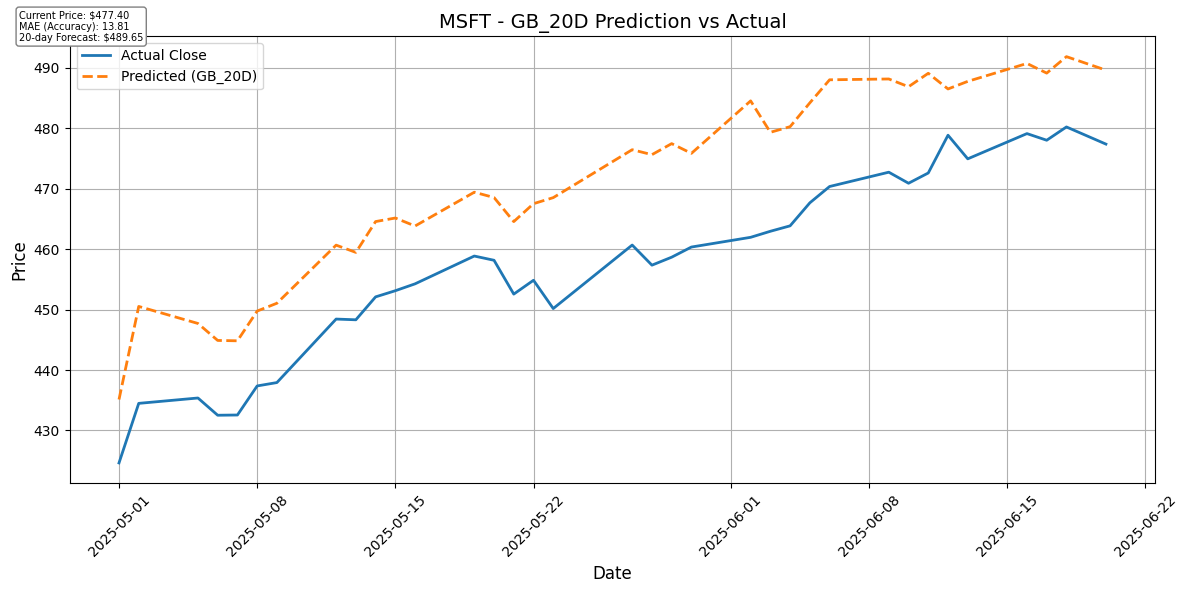 MSFT - GB_20D Prediction vs Actual
Current Price: $477.40
MAE (Accuracy): 13.81
20-day Forecast: $489.65
Actual Close
Predicted (GB_20D)
Price
490
480
470
460
450
440
430
2025-05-01
2025-05-08
2025-05-15
2025-05-22
2025-06-01
2025-06-08
2025-06-15
2025-06-22
Date